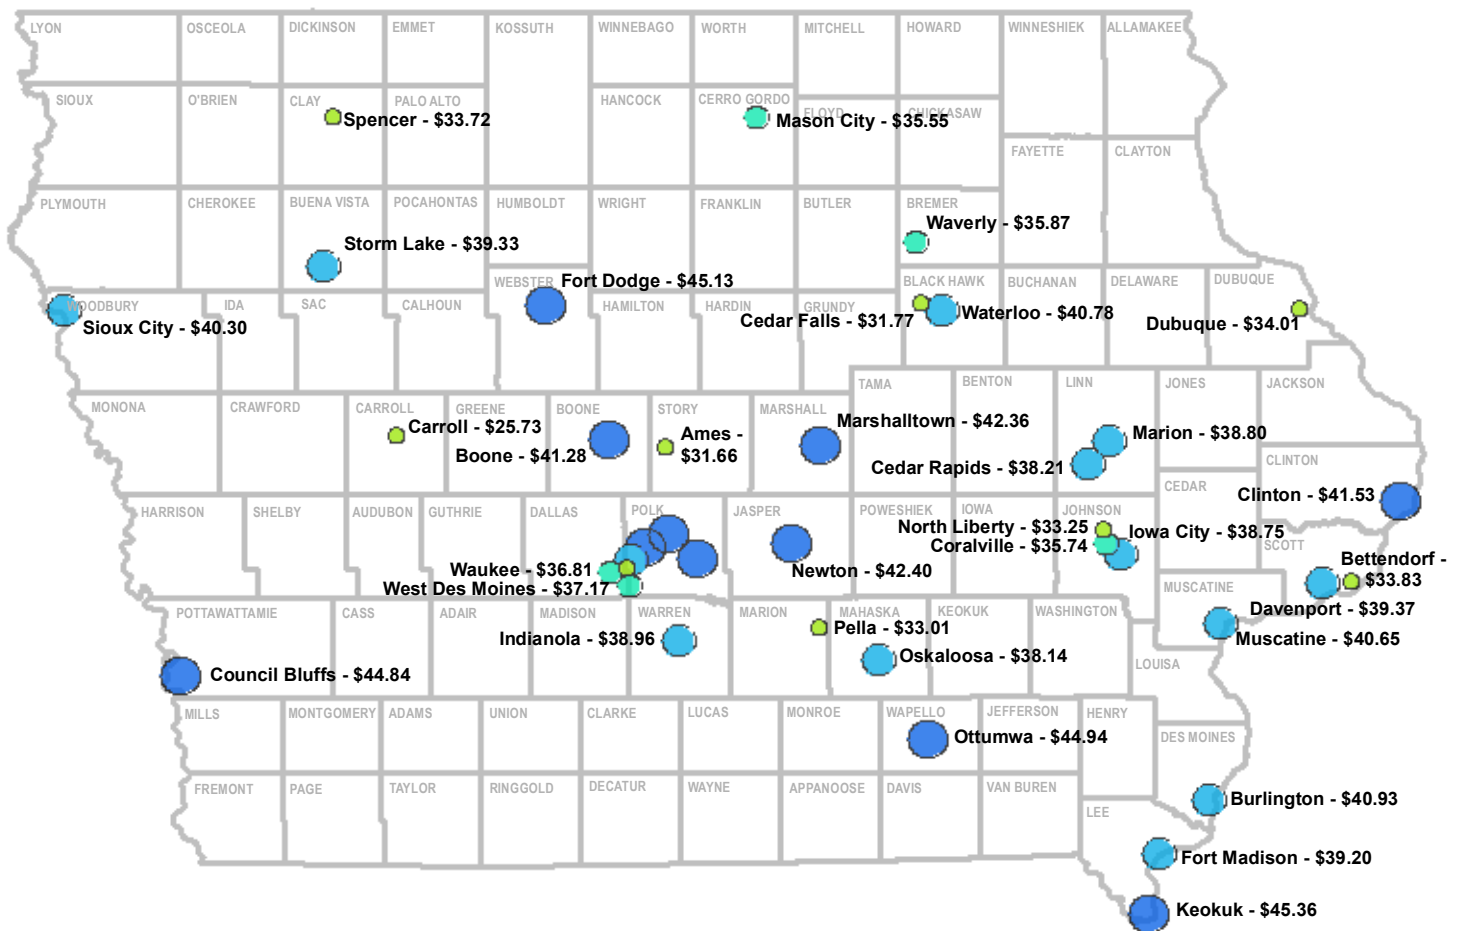 LYON
OSCEOLA
DICKINSON
EMMET
KOSSUTH
WINNEBAGO
WORTH
MITCHELL
HOWARD
WINNESHIEK
ALLAMAKEE
SIOUX
O'BRIEN
CLAY
PALO ALTO
HANCOCK
CERRO GORDO
FLOYD
CHICKASAW
Spencer - $33.72
Mason City - $35.55
FAYETTE
CLAYTON
PLYMOUTH
CHEROKEE
BUENA VISTA
POCAHONTAS
HUMBOLDT
WRIGHT
FRANKLIN
BUTLER
BREMER
Waverly - $35.87
Storm Lake - $39.33
WEBSTER
Fort Dodge - $45.13
BLACK HAWK
BUCHANAN
DELAWARE
DUBUQUE
WOODBURY
IDA
SAC
CALHOUN
HAMILTON
HARDIN
GRUNDY
Sioux City - $40.30
Cedar Falls - $31.77
Waterloo - $40.78
Dubuque - $34.01
TAMA
BENTON
LINN
JONES
JACKSON
MONONA
CRAWFORD
CARROLL
GREENE
BOONE
STORY
MARSHALL
Carroll - $25.73
Boone - $41.28
Ames -
$31.66
Marshalltown - $42.36
Marion - $38.80
Cedar Rapids - $38.21
CLINTON
CEDAR
Clinton - $41.53
HARRISON
SHELBY
AUDUBON
GUTHRIE
DALLAS
POLK
JASPER
POWESHIEK
IOWA
JOHNSON
North Liberty - $33.25
Iowa City - $38.75
Coralville - $35.74
SCOTT
Bettendorf -
$33.83
Waukee - $36.81
West Des Moines - $37.17
Newton - $42.40
MUSCATINE
Davenport - $39.37
Muscatine - $40.65
POTTAWATTAMIE
CASS
ADAIR
MADISON
WARREN
MARION
MAHASKA
KEOKUK
WASHINGTON
Indianola - $38.96
Pella - $33.01
Oskaloosa - $38.14
LOUISA
Council Bluffs - $44.84
MILLS
MONTGOMERY
ADAMS
UNION
CLARKE
LUCAS
MONROE
WAPELLO
JEFFERSON
HENRY
DES MOINES
Ottumwa - $44.94
FREMONT
PAGE
TAYLOR
RINGGOLD
DECATUR
WAYNE
APPANOOSE
DAVIS
VAN BUREN
LEE
Burlington - $40.93
Fort Madison - $39.20
Keokuk - $45.36